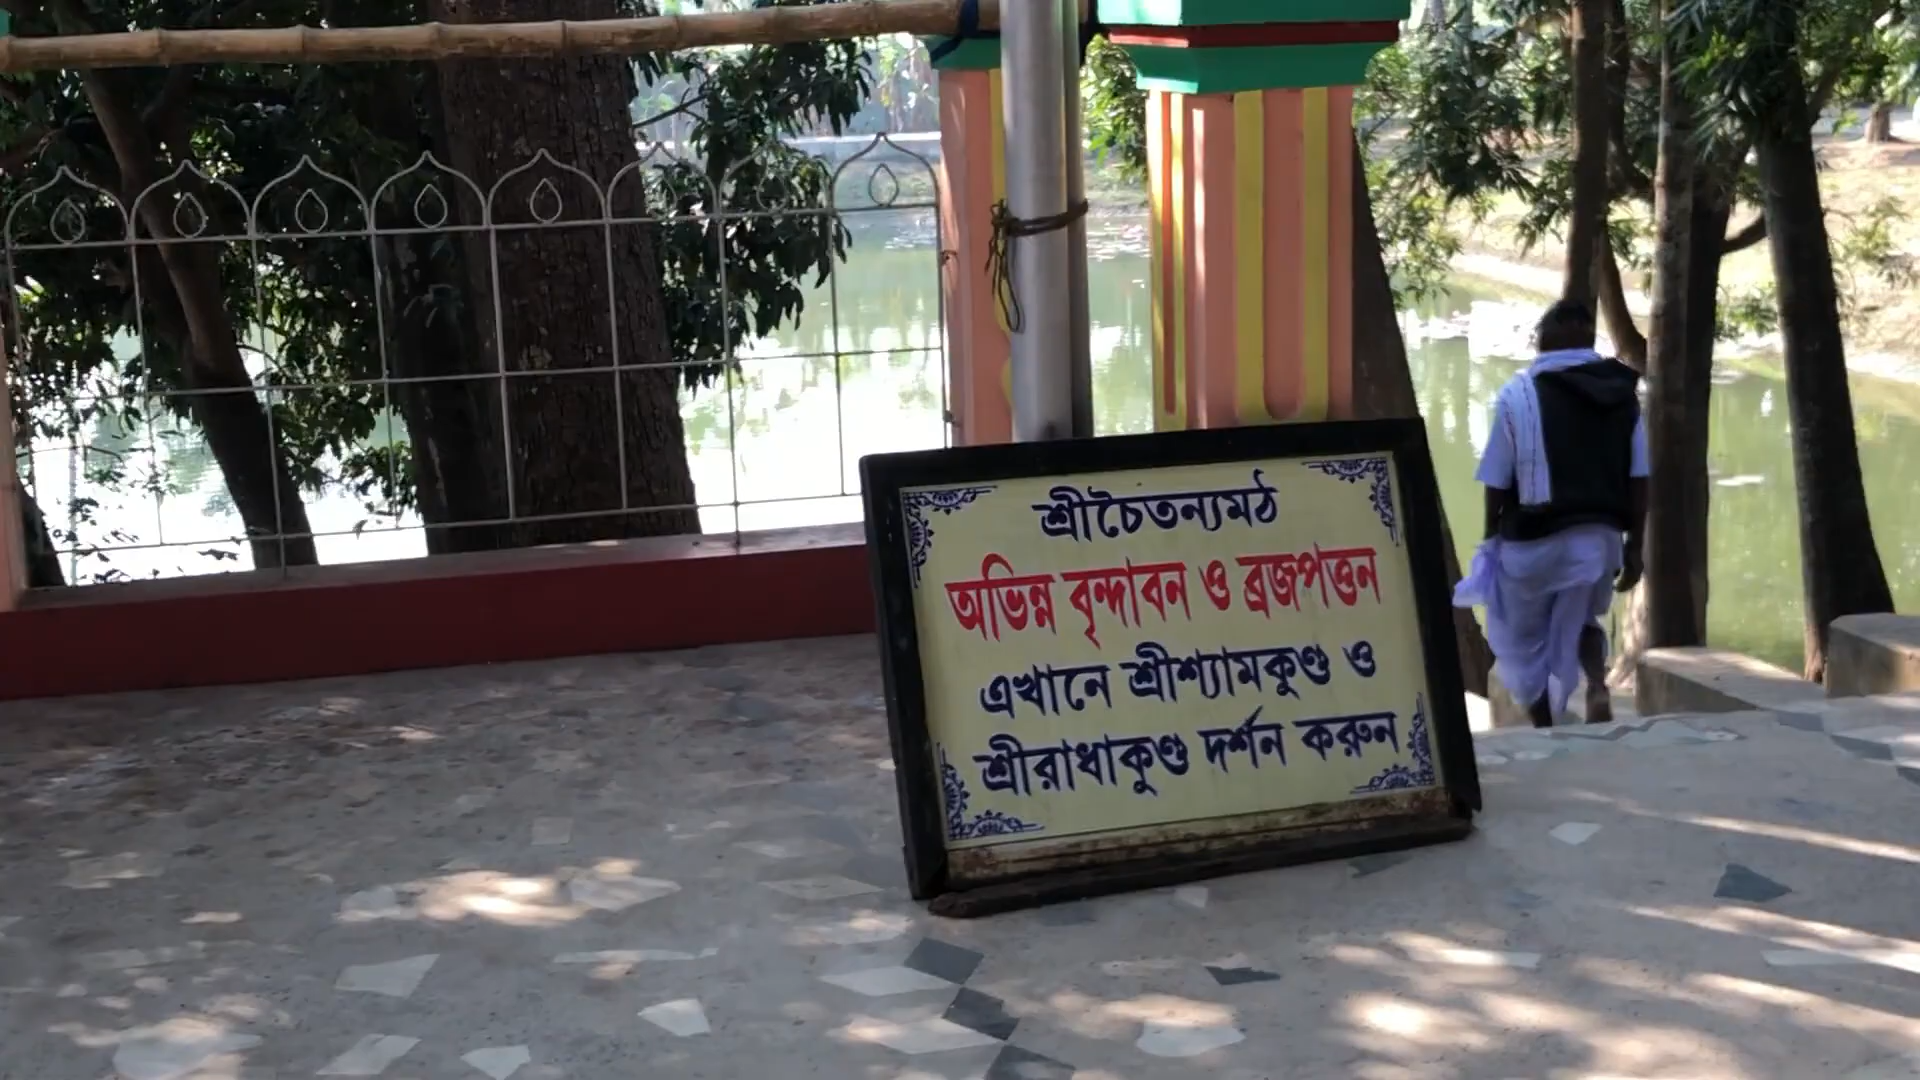 শ্রীচৈতন্যমঠ
অভিন্ন বৃন্দাবন ও ব্রজপত্তন
এখানে শ্রীশ্যামকুণ্ড ও
শ্রীরাধাকুণ্ড দর্শন করুন